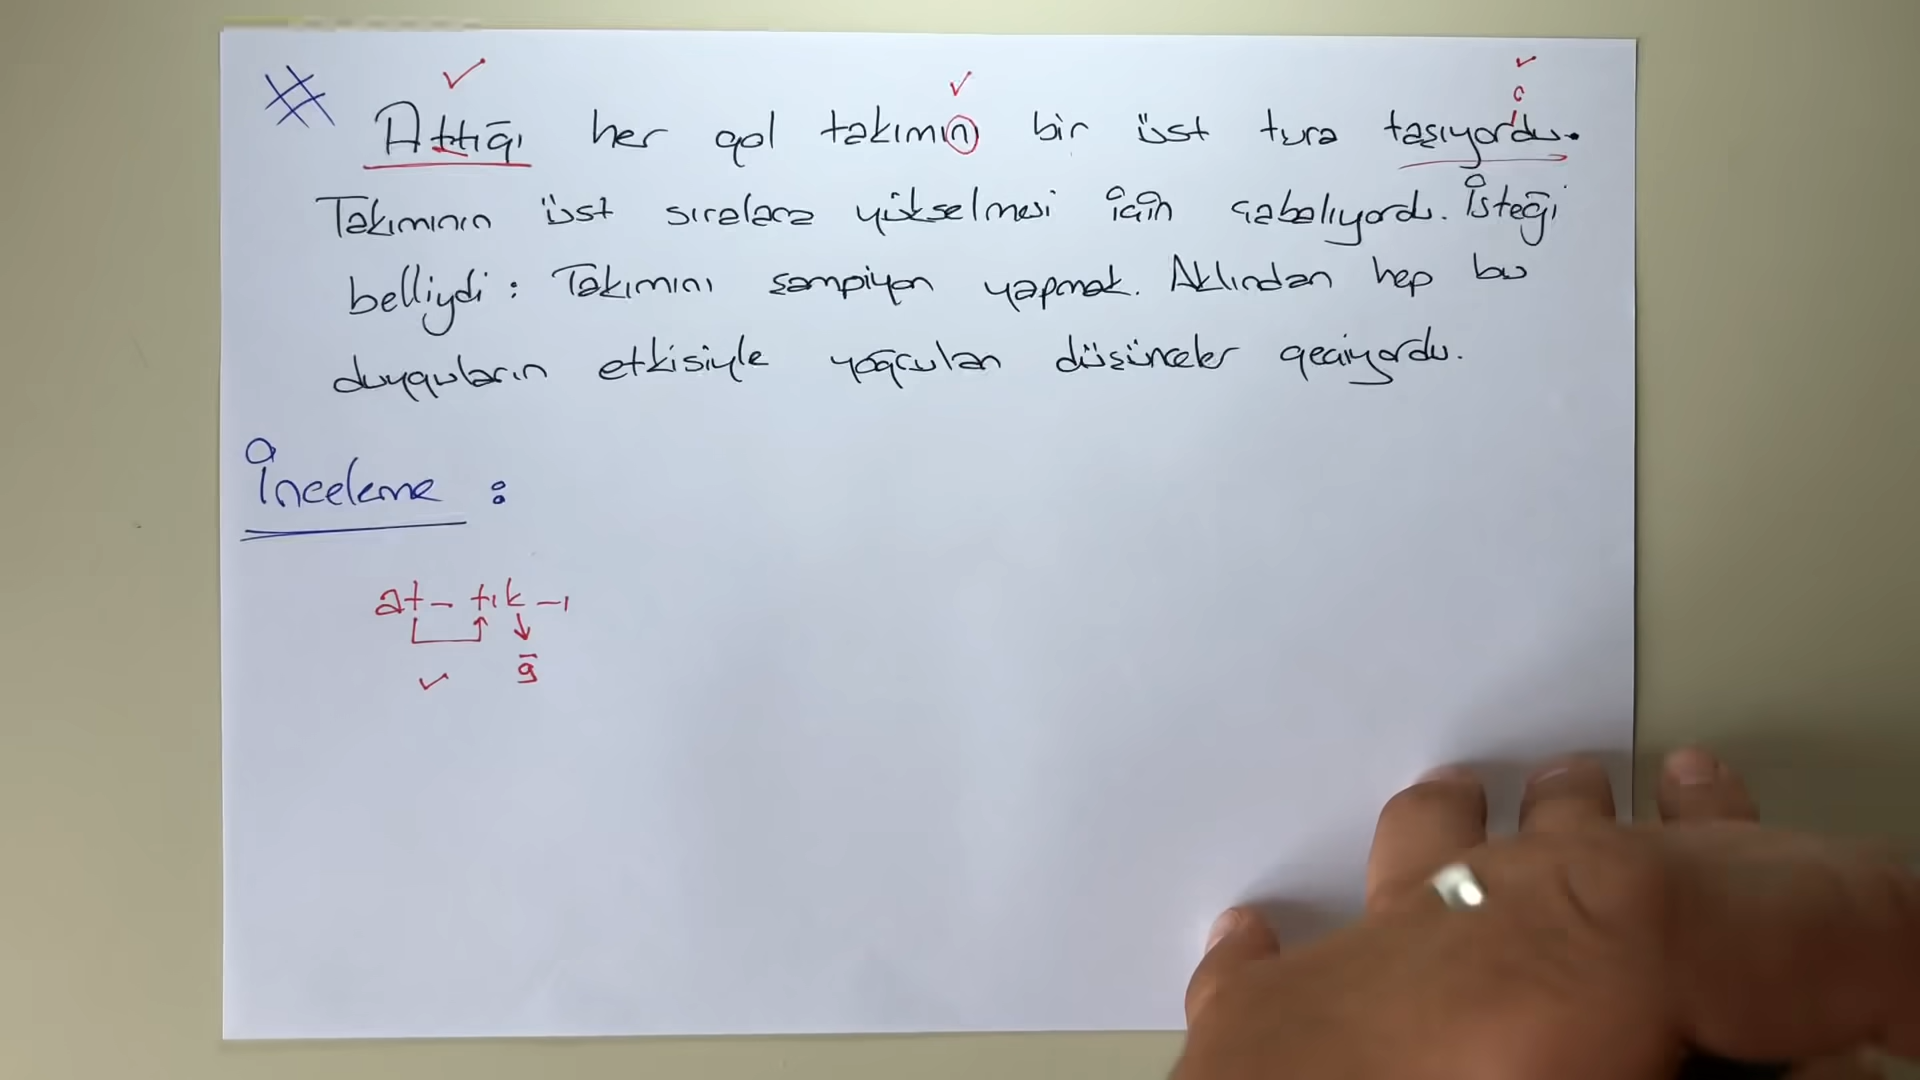 Attığı her gol takımın bir üst tura taşıyordu.
Takımının üst sıralara yükselmesi için çabalıyordu. İsteği
belliydi: Takımını şampiyon yapmak. Aklından hep bu
duyguların etkisiyle yoğrulan düşünceler geçiyordu.
İnceleme :
at- tık -ı
ğ